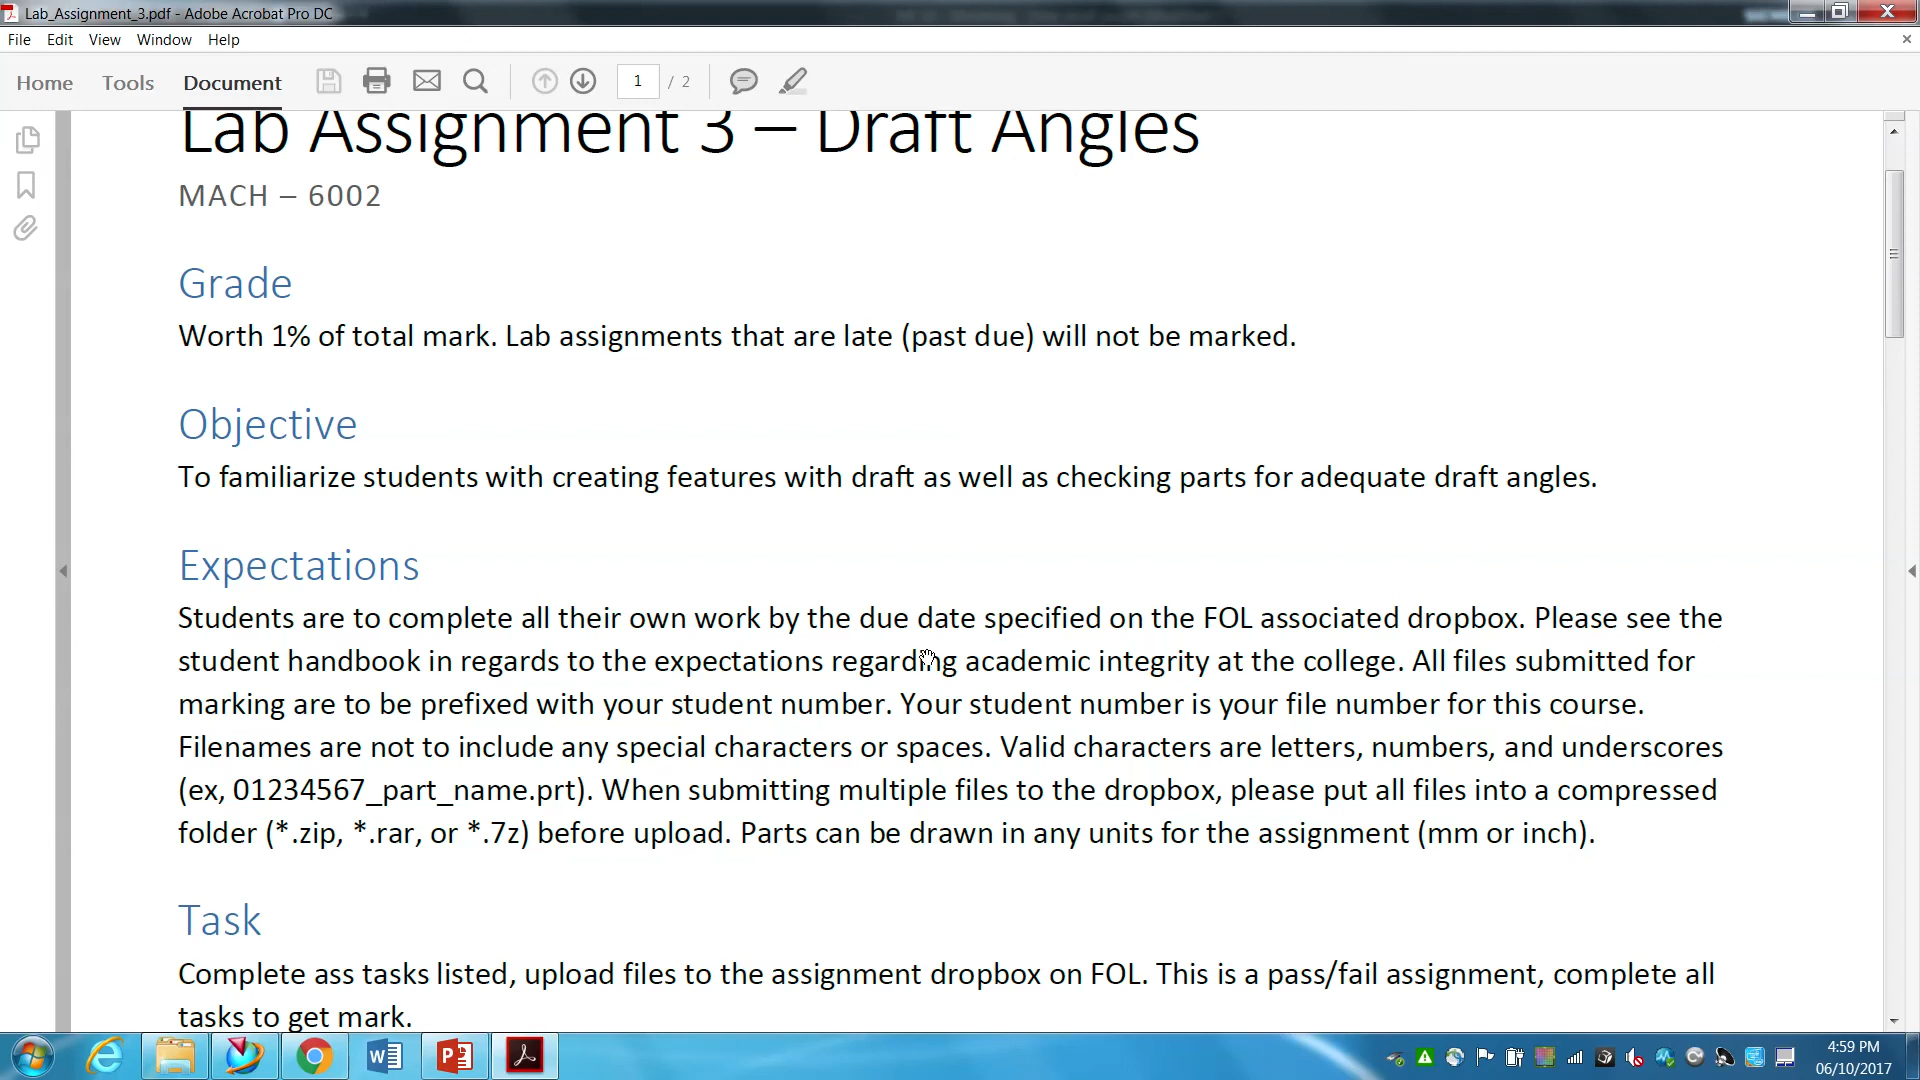 Lab_Assignment_3.pdf - Adobe Acrobat Pro DC
File Edit View Window Help
Home Tools Document 1 / 2
Lab Assignment 3 – Draft Angles
MACH – 6002
Grade
Worth 1% of total mark. Lab assignments that are late (past due) will not be marked.
Objective
To familiarize students with creating features with draft as well as checking parts for adequate draft angles.
Expectations
Students are to complete all their own work by the due date specified on the FOL associated dropbox. Please see the
student handbook in regards to the expectations regarding academic integrity at the college. All files submitted for
marking are to be prefixed with your student number. Your student number is your file number for this course.
Filenames are not to include any special characters or spaces. Valid characters are letters, numbers, and underscores
(ex, 01234567_part_name.prt). When submitting multiple files to the dropbox, please put all files into a compressed
folder (*.zip, *.rar, or *.7z) before upload. Parts can be drawn in any units for the assignment (mm or inch).
Task
Complete ass tasks listed, upload files to the assignment dropbox on FOL. This is a pass/fail assignment, complete all
tasks to get mark.
4:59 PM
06/10/2017